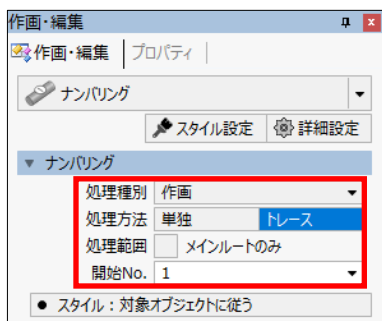 作画・編集
作画・編集 プロパティ
ナンバリング
スタイル設定 詳細設定
ナンバリング
処理種別 作画
処理方法 単独 トレース
処理範囲 メインルートのみ
開始No. 1
スタイル：対象オブジェクトに従う